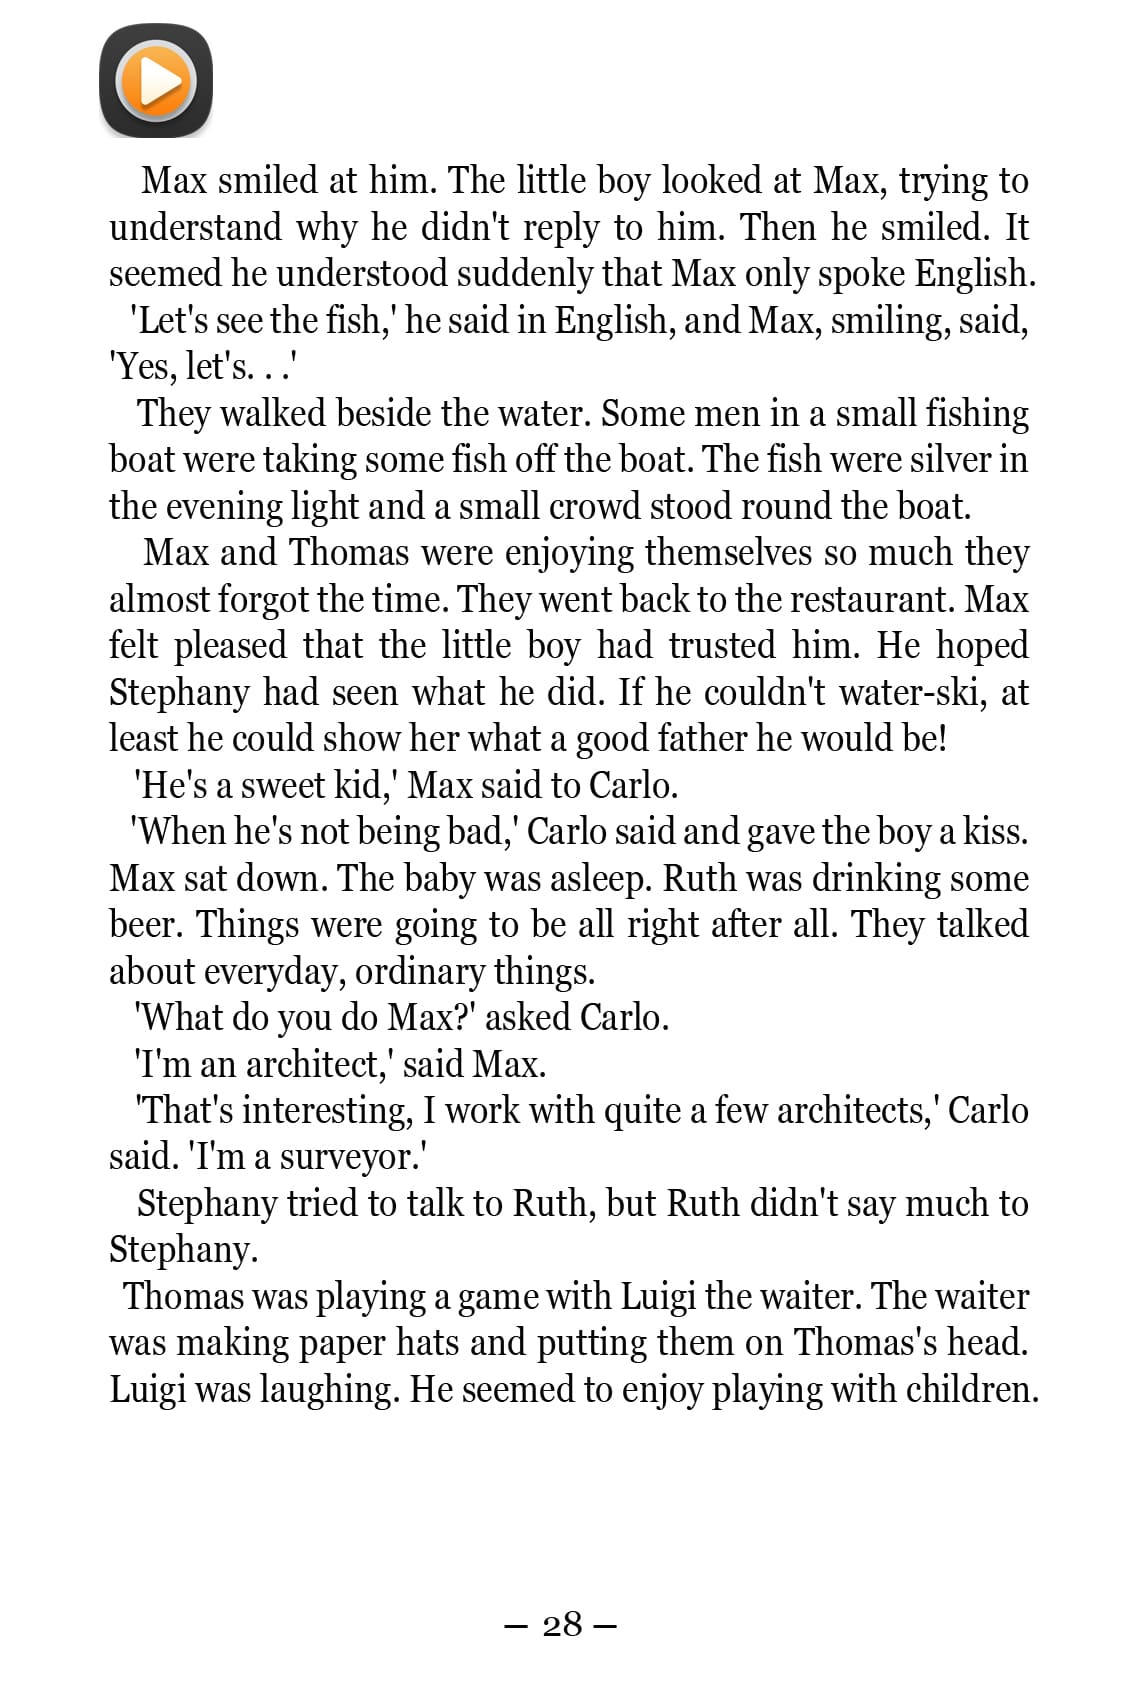 Max smiled at him. The little boy looked at Max, trying to
understand why he didn't reply to him. Then he smiled. It
seemed he understood suddenly that Max only spoke English.
'Let's see the fish,' he said in English, and Max, smiling, said,
'Yes, let's. . .'
They walked beside the water. Some men in a small fishing
boat were taking some fish off the boat. The fish were silver in
the evening light and a small crowd stood round the boat.
Max and Thomas were enjoying themselves so much they
almost forgot the time. They went back to the restaurant. Max
felt pleased that the little boy had trusted him. He hoped
Stephany had seen what he did. If he couldn't water-ski, at
least he could show her what a good father he would be!
'He's a sweet kid,' Max said to Carlo.
'When he's not being bad,' Carlo said and gave the boy a kiss.
Max sat down. The baby was asleep. Ruth was drinking some
beer. Things were going to be all right after all. They talked
about everyday, ordinary things.
'What do you do Max?' asked Carlo.
'I'm an architect,' said Max.
'That's interesting, I work with quite a few architects,' Carlo
said. 'I'm a surveyor.'
Stephany tried to talk to Ruth, but Ruth didn't say much to
Stephany.
Thomas was playing a game with Luigi the waiter. The waiter
was making paper hats and putting them on Thomas's head.
Luigi was laughing. He seemed to enjoy playing with children.
– 28 –